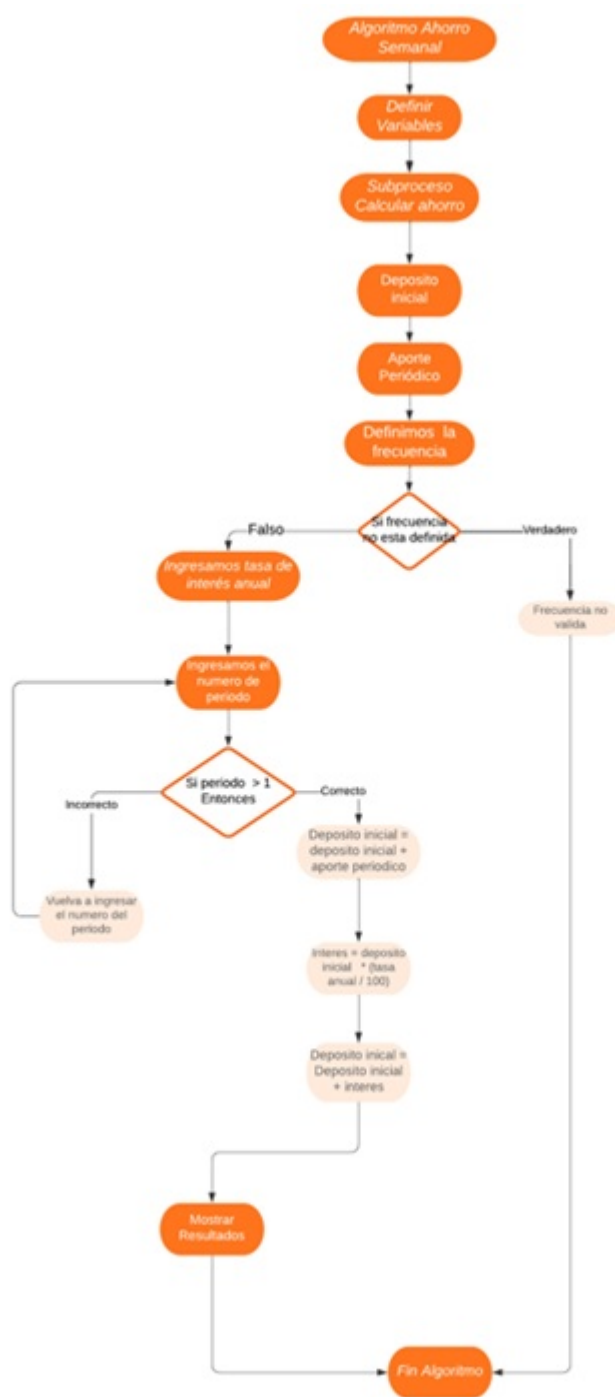 Algoritmo Ahorro
Semanal
Definir
Variables
Subproceso
Calcular ahorro
Deposito
inicial
Aporte
Periódico
Definimos la
frecuencia
Si frecuencia
no esta definida
Falso
Verdadero
Ingresamos tasa de
interés anual
Frecuencia no
valida
Ingresamos el
numero de
periodo
Si periodo > 1
Entonces
Incorrecto
Correcto
Deposito inicial =
deposito inicial +
aporte periodico
Vuelva a ingresar
el numero del
periodo
Interes = deposito
inicial * (tasa
anual / 100)
Deposito inical =
Deposito inicial
+ interes
Mostrar
Resultados
Fin Algoritmo